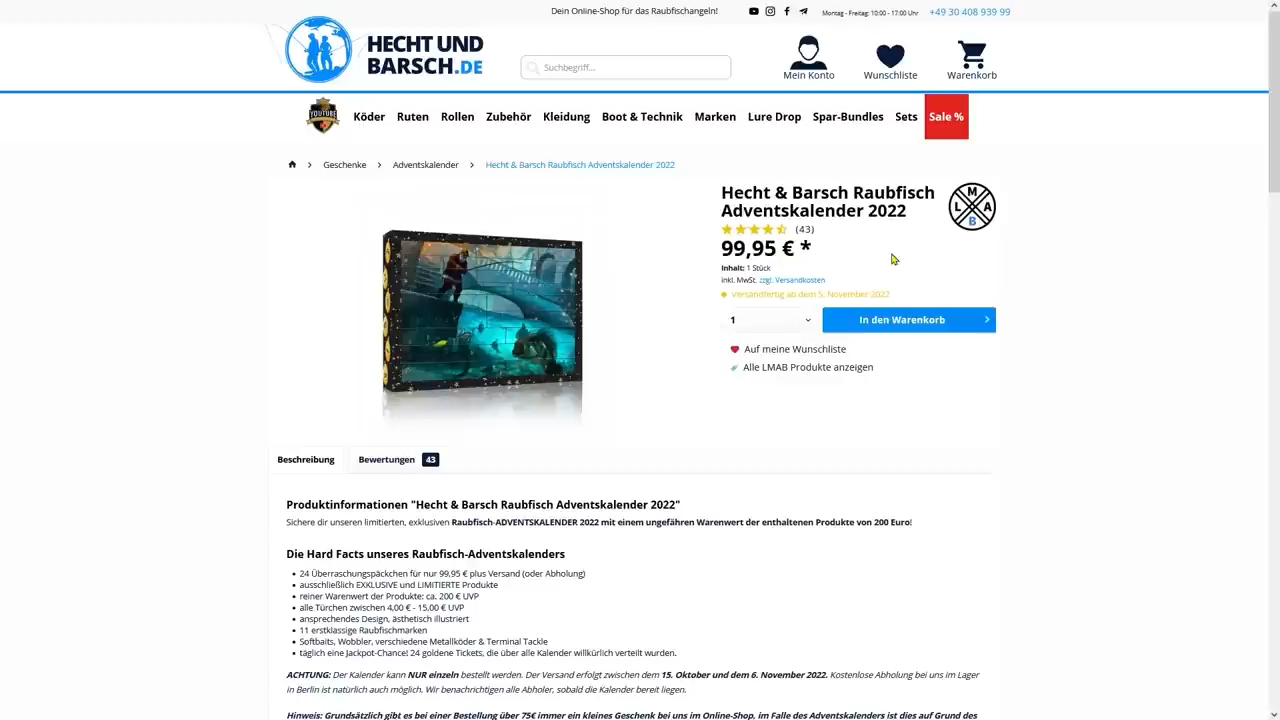 Dein Online-Shop für das Raubfischangeln!
Montag - Freitag: 10:00 - 17:00 Uhr
+49 30 408 939 99
HECHT UND
BARSCH.DE
Suchbegriff...
Mein Konto
Wunschliste
Warenkorb
YOUTUBE
Köder
Ruten
Rollen
Zubehör
Kleidung
Boot & Technik
Marken
Lure Drop
Spar-Bundles
Sets
Sale %
Geschenke
Adventskalender
Hecht & Barsch Raubfisch Adventskalender 2022
Hecht & Barsch Raubfisch
Adventskalender 2022
L M A B
(43)
99,95 € *
Inhalt: 1 Stück
inkl. MwSt. zzgl. Versandkosten
Versandfertig ab dem 5. November 2022
1
In den Warenkorb
Auf meine Wunschliste
Alle LMAB Produkte anzeigen
Beschreibung
Bewertungen 43
Produktinformationen "Hecht & Barsch Raubfisch Adventskalender 2022"
Sichere dir unseren limitierten, exklusiven Raubfisch-ADVENTSKALENDER 2022 mit einem ungefähren Warenwert der enthaltenen Produkte von 200 Euro!
Die Hard Facts unseres Raubfisch-Adventskalenders
• 24 Überraschungspäckchen für nur 99,95 € plus Versand (oder Abholung)
• ausschließlich EXKLUSIVE und LIMITIERTE Produkte
• reiner Warenwert der Produkte: ca. 200 € UVP
• alle Türchen zwischen 4,00 € - 15,00 € UVP
• ansprechendes Design, ästhetisch illustriert
• 11 erstklassige Raubfischmarken
• Softbaits, Wobbler, verschiedene Metallköder & Terminal Tackle
• täglich eine Jackpot-Chance! 24 goldene Tickets, die über alle Kalender willkürlich verteilt wurden.
ACHTUNG: Der Kalender kann NUR einzeln bestellt werden. Der Versand erfolgt zwischen dem 15. Oktober und dem 6. November 2022. Kostenlose Abholung bei uns im Lager
in Berlin ist natürlich auch möglich. Wir benachrichtigen alle Abholer, sobald die Kalender bereit liegen.
Hinweis: Grundsätzlich gibt es bei einer Bestellung über 75€ immer ein kleines Geschenk bei uns im Online-Shop, im Falle des Adventskalenders ist dies auf Grund des